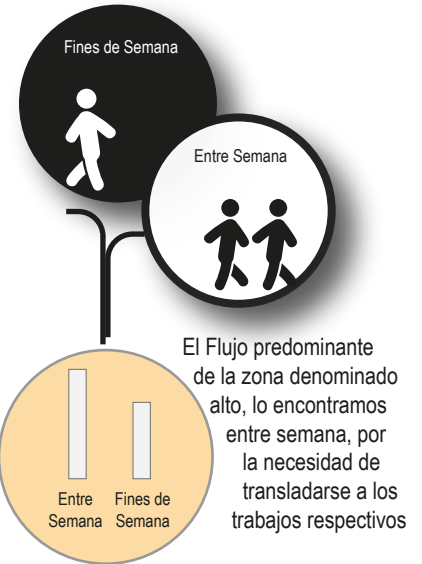 Fines de Semana
Entre Semana
El Flujo predominante
de la zona denominado
alto, lo encontramos
entre semana, por
la necesidad de
transladarse a los
trabajos respectivos
Entre Semana
Fines de Semana